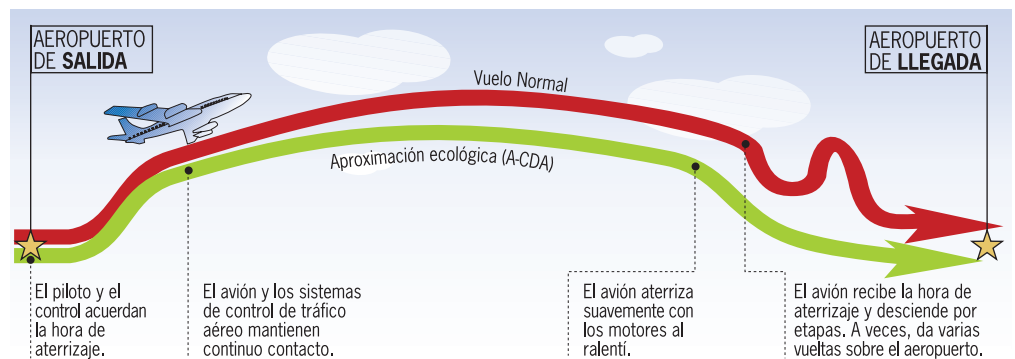 AEROPUERTO
DE SALIDA
AEROPUERTO
DE LLEGADA
Vuelo Normal
Aproximación ecológica (A-CDA)
El piloto y el
control acuerdan
la hora de
aterrizaje.
El avión y los sistemas
de control de tráfico
aéreo mantienen
continuo contacto.
El avión aterriza
suavemente con
los motores al
ralentí.
El avión recibe la hora de
aterrizaje y desciende por
etapas. A veces, da varias
vueltas sobre el aeropuerto.